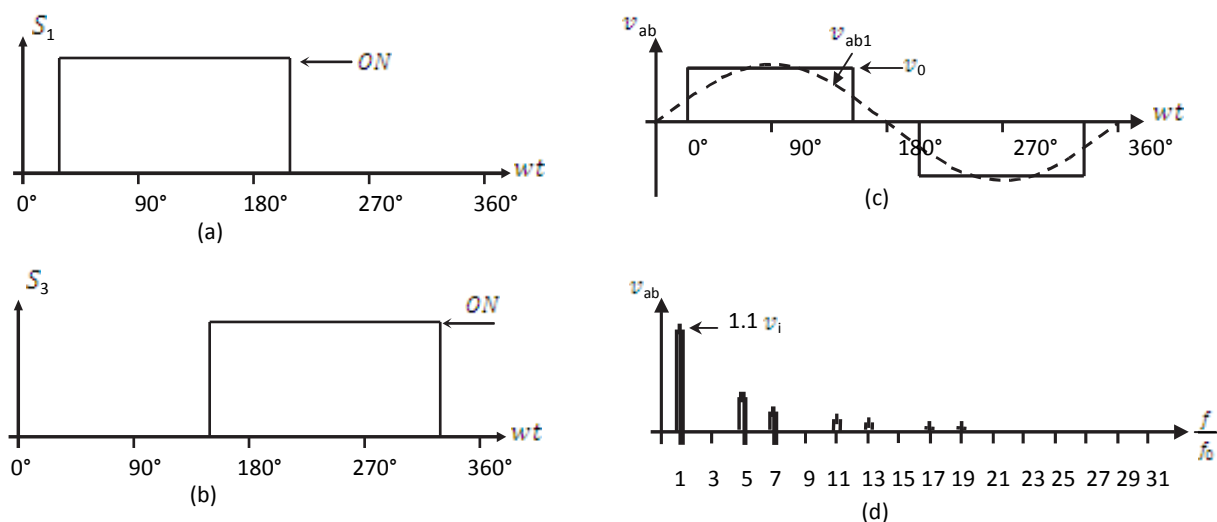 S1
ON
wt
0° 90° 180° 270° 360°
(a)
S3
ON
wt
0° 90° 180° 270° 360°
(b)
vab
vab1
v0
wt
0° 90° 180° 270° 360°
(c)
vab
1.1 vi
f
f0
1 3 5 7 9 11 13 15 17 19 21 23 25 27 29 31
(d)